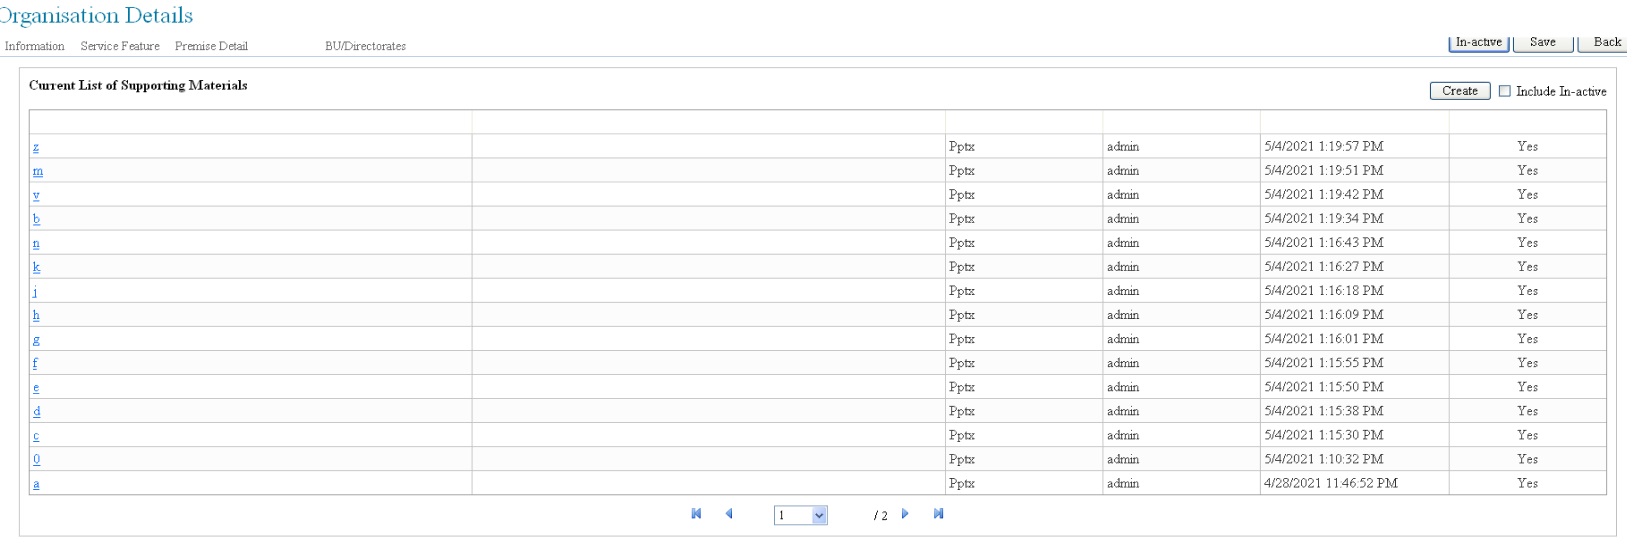 Organisation Details
Information Service Feature Premise Detail BU/Directorates In-active Save Back
Current List of Supporting Materials Create Include In-active
z Pptx admin 5/4/2021 1:19:57 PM Yes
m Pptx admin 5/4/2021 1:19:51 PM Yes
v Pptx admin 5/4/2021 1:19:42 PM Yes
b Pptx admin 5/4/2021 1:19:34 PM Yes
n Pptx admin 5/4/2021 1:16:43 PM Yes
k Pptx admin 5/4/2021 1:16:27 PM Yes
j Pptx admin 5/4/2021 1:16:18 PM Yes
h Pptx admin 5/4/2021 1:16:09 PM Yes
g Pptx admin 5/4/2021 1:16:01 PM Yes
f Pptx admin 5/4/2021 1:15:55 PM Yes
e Pptx admin 5/4/2021 1:15:50 PM Yes
d Pptx admin 5/4/2021 1:15:38 PM Yes
c Pptx admin 5/4/2021 1:15:30 PM Yes
0 Pptx admin 5/4/2021 1:10:32 PM Yes
a Pptx admin 4/28/2021 11:46:52 PM Yes
1 / 2